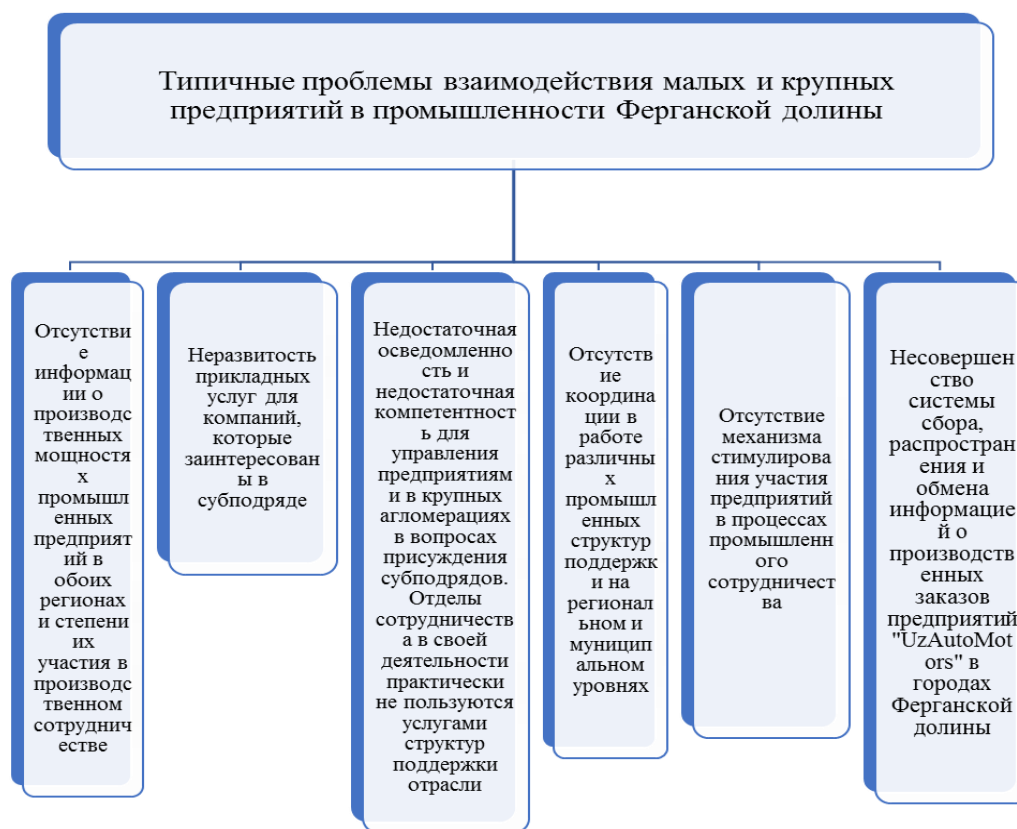 Типичные проблемы взаимодействия малых и крупных
предприятий в промышленности Ферганской долины
Отсутстви
е
информац
ии о
производс
твенных
мощностя
х
промышл
енных
предприят
ий в
обоих
регионах
и степени
их
участия в
производс
твенном
сотруднич
естве
Неразвитость
прикладных
услуг для
компаний,
которые
заинтересован
ы в
субподряде
Недостаточная
осведомленно
сть и
недостаточная
компетентност
ь для
управления
предприятиям
и в крупных
агломерациях
в вопросах
присуждения
субподрядов.
Отделы
сотрудничеств
а в своей
деятельности
практически
не пользуются
услугами
структур
поддержки
отрасли
Отсутств
ие
координа
ции в
работе
различны
х
промышл
енных
структур
поддержк
и на
регионал
ьном и
муницип
альном
уровнях
Отсутствие
механизма
стимулирова
ния участия
предприятий
в процессах
промышленн
ого
сотрудничест
ва
Несовершен
ство
системы
сбора,
распростран
ения и
обмена
информацие
й о
производств
енных
заказов
предприятий
"UzAutoMot
ors" в
городах
Ферганской
долины